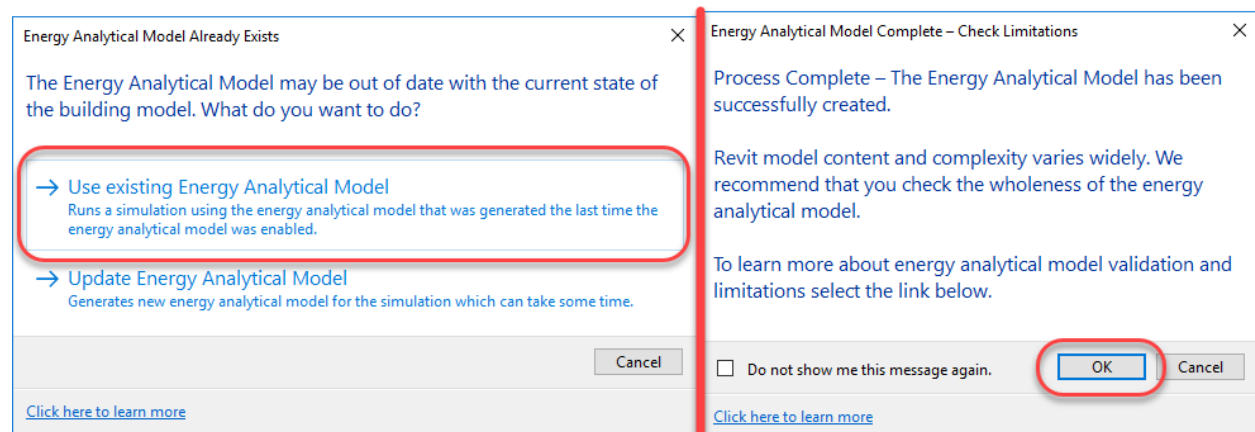 Energy Analytical Model Already Exists
The Energy Analytical Model may be out of date with the current state of
the building model. What do you want to do?
Use existing Energy Analytical Model
Runs a simulation using the energy analytical model that was generated the last time the
energy analytical model was enabled.
Update Energy Analytical Model
Generates new energy analytical model for the simulation which can take some time.
Cancel
Click here to learn more
Energy Analytical Model Complete – Check Limitations
Process Complete – The Energy Analytical Model has been
successfully created.
Revit model content and complexity varies widely. We
recommend that you check the wholeness of the energy
analytical model.
To learn more about energy analytical model validation and
limitations select the link below.
Do not show me this message again.
OK
Cancel
Click here to learn more